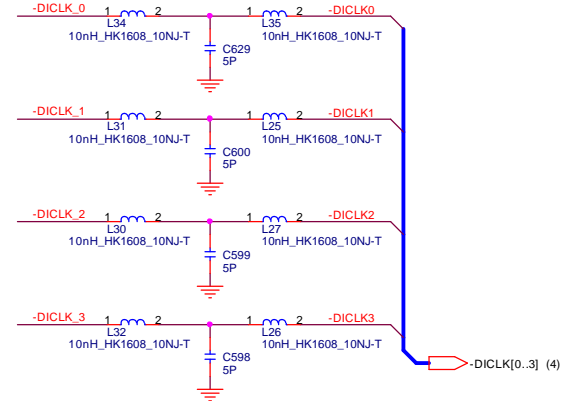 -DICLK_0 1 2 1 2 -DICLK0
L34 L35
10nH_HK1608_10NJ-T C629 10nH_HK1608_10NJ-T
5P
-DICLK_1 1 2 1 2 -DICLK1
L31 L25
10nH_HK1608_10NJ-T C600 10nH_HK1608_10NJ-T
5P
-DICLK_2 1 2 1 2 -DICLK2
L30 L27
10nH_HK1608_10NJ-T C599 10nH_HK1608_10NJ-T
5P
-DICLK_3 1 2 1 2 -DICLK3
L32 L26
10nH_HK1608_10NJ-T C598 10nH_HK1608_10NJ-T
5P
-DICLK[0..3] (4)